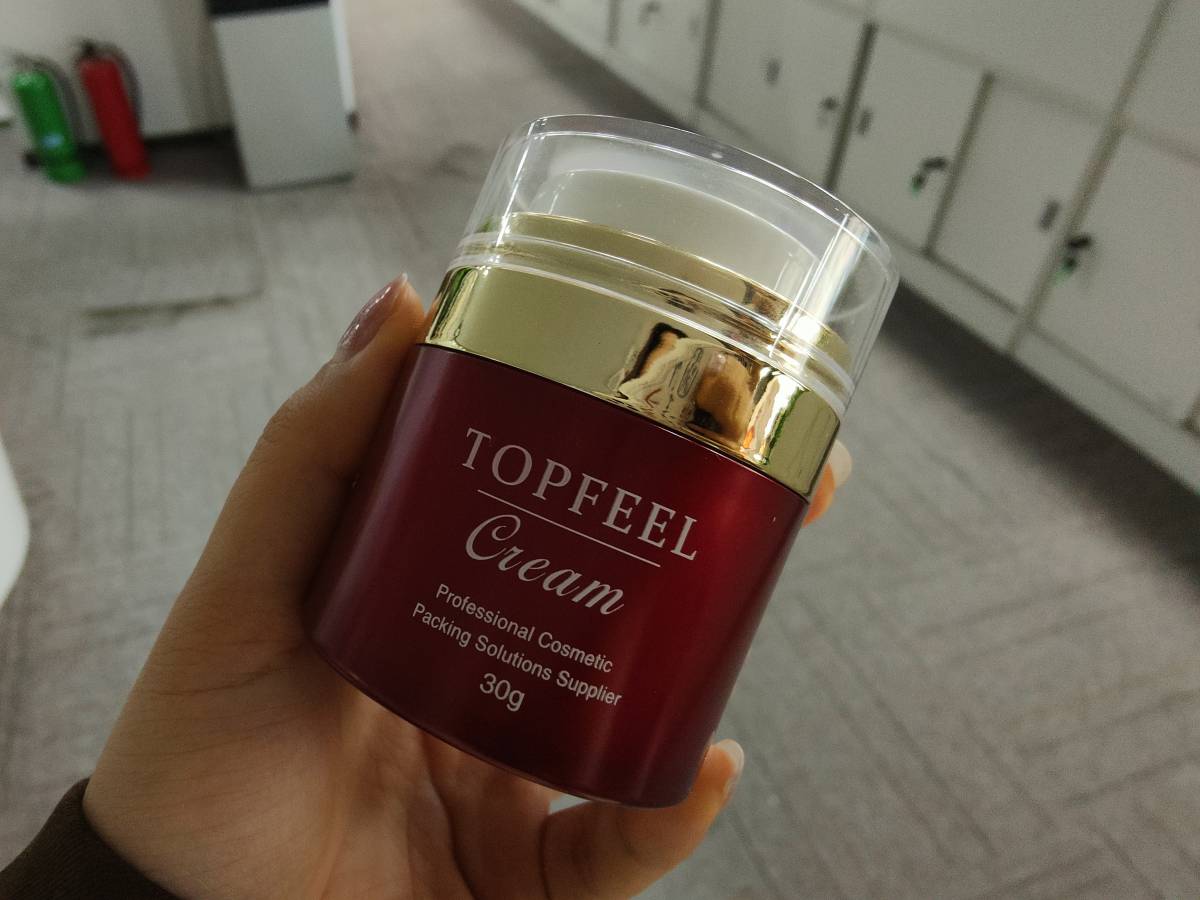 TOPFEEL
Cream
Professional Cosmetic
Packing Solutions Supplier
30g